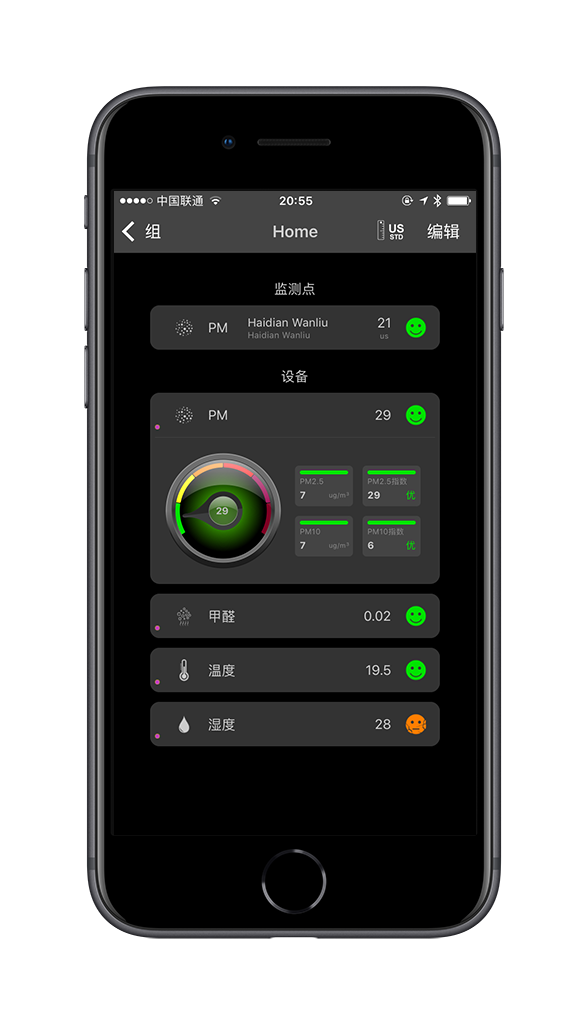 中国联通 20:55
组 Home US STD 编辑
监测点
PM Haidian Wanliu 21
Haidian Wanliu us
设备
PM 29
29
PM2.5 PM2.5指数
7 ug/m³ 29 优
PM10 PM10指数
7 ug/m³ 6 优
甲醛 0.02
温度 19.5
湿度 28